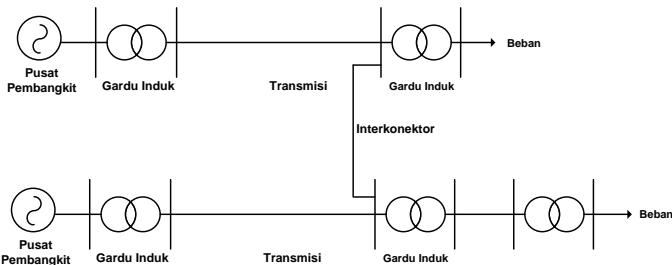 Beban
Pusat
Pembangkit
Gardu Induk
Transmisi
Gardu Induk
Interkonektor
Beban
Pusat
Pembangkit
Gardu Induk
Transmisi
Gardu Induk